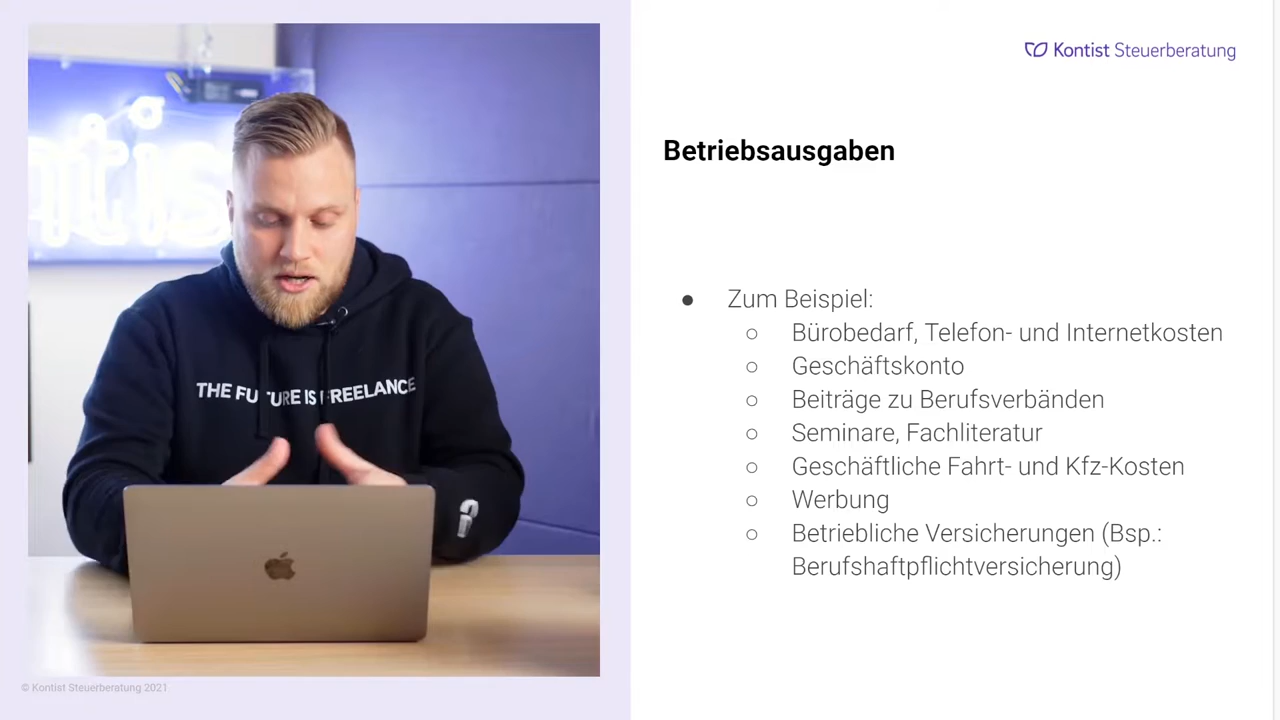 Kontist Steuerberatung
Betriebsausgaben
● Zum Beispiel:
○ Bürobedarf, Telefon- und Internetkosten
○ Geschäftskonto
○ Beiträge zu Berufsverbänden
○ Seminare, Fachliteratur
○ Geschäftliche Fahrt- und Kfz-Kosten
○ Werbung
○ Betriebliche Versicherungen (Bsp.:
Berufshaftpflichtversicherung)
ntis
THE FUTURE IS FREELANCE
© Kontist Steuerberatung 2021